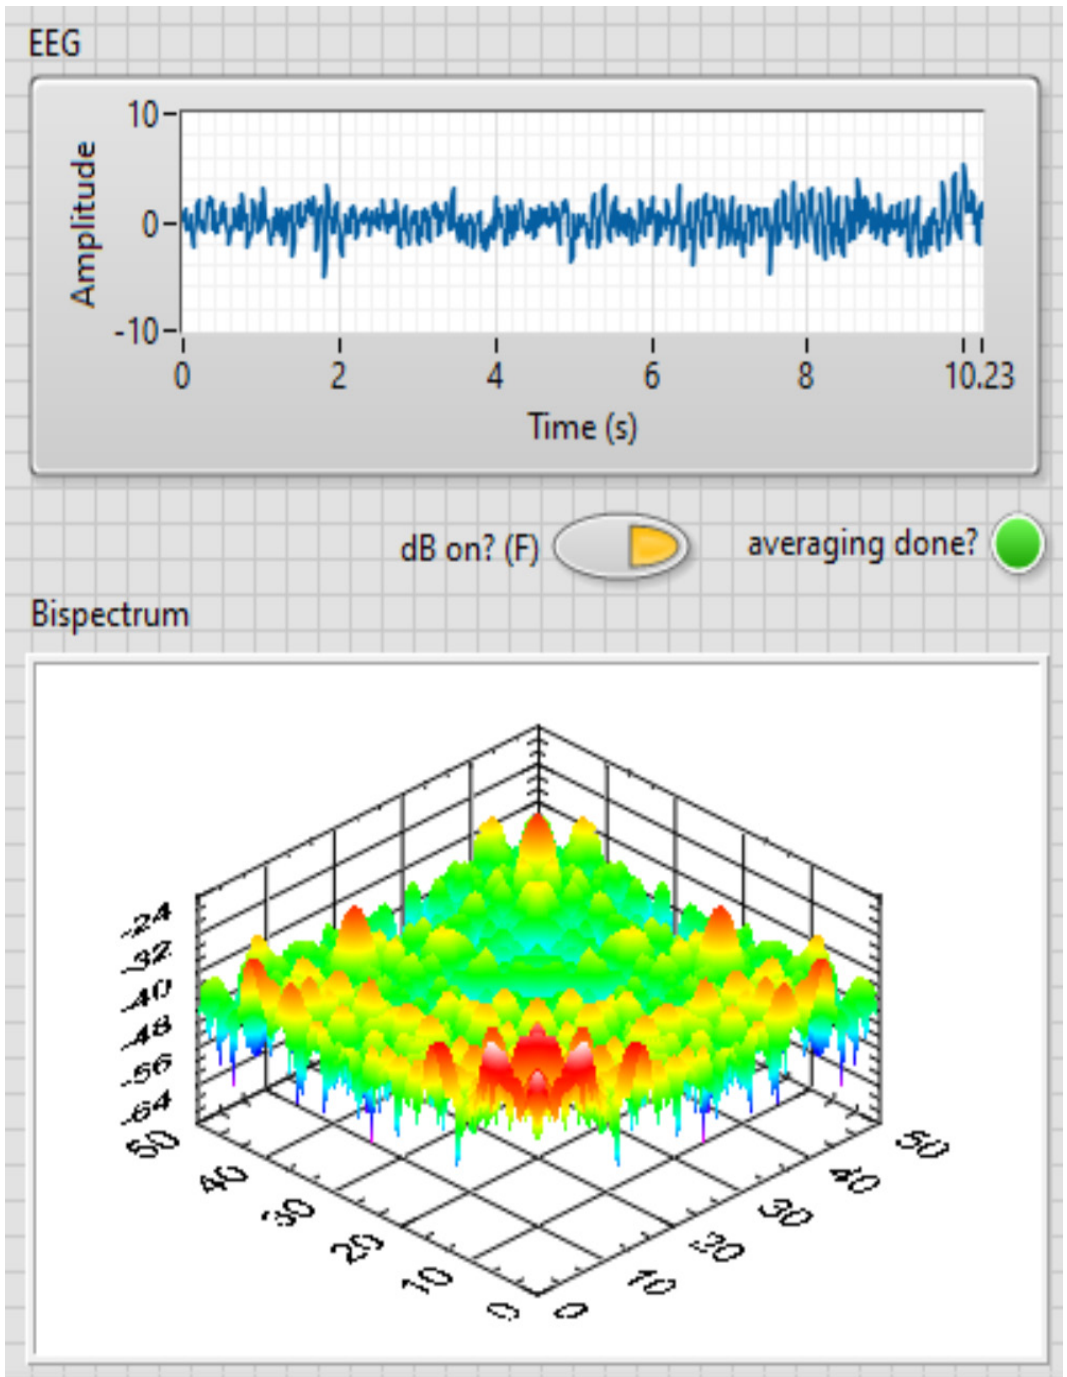 EEG
Amplitude
10
0
-10
0 2 4 6 8 10.23
Time (s)
dB on? (F)
averaging done?
Bispectrum
-24
-32
-40
-48
-56
-64
50 40 30 20 10 0
0 10 20 30 40 50